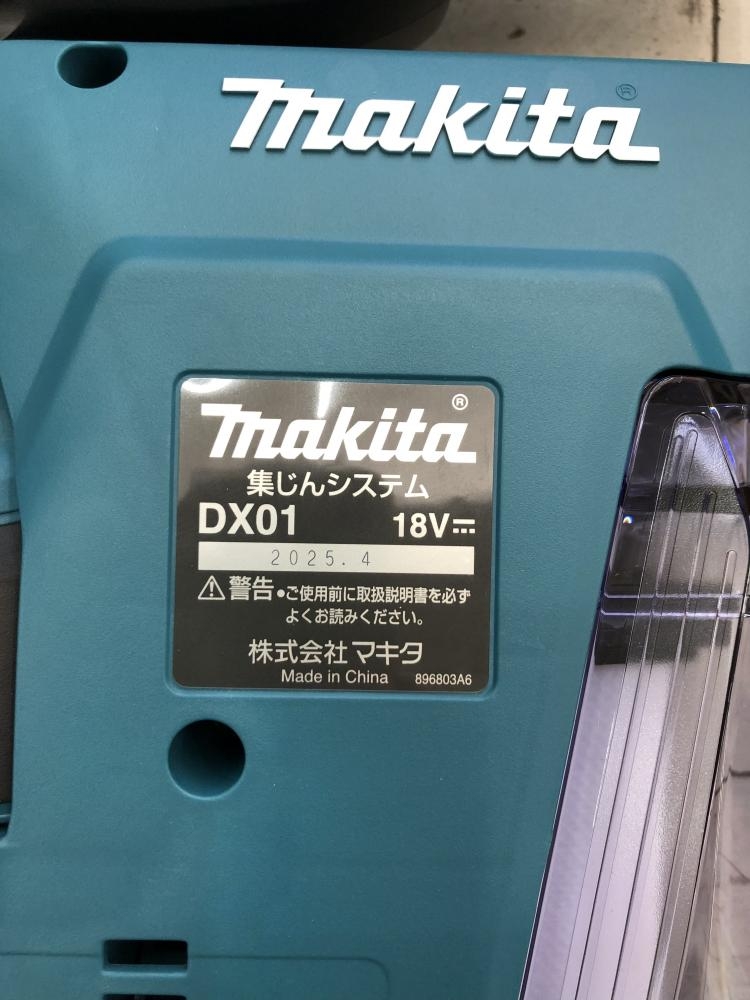 makita®
makita®
集じんシステム
DX01 18V⎓
2025.4
⚠警告•ご使用前に取扱説明書を必ず
よくお読みください。
株式会社マキタ
Made in China 896803A6